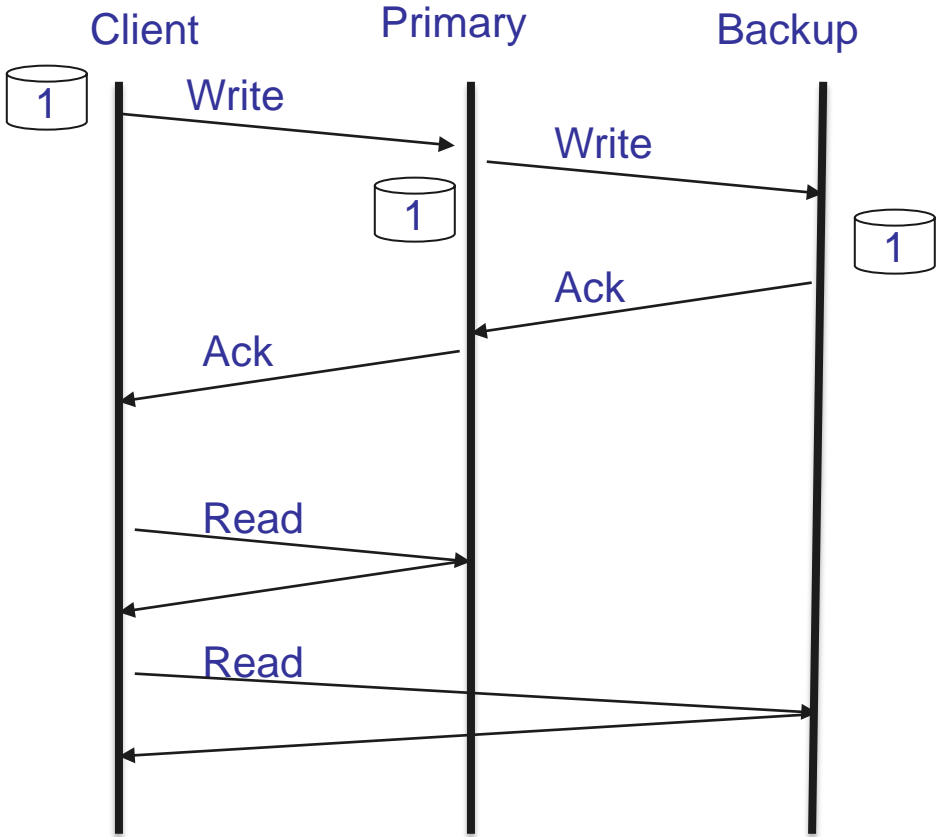 Client
Primary
Backup
1
Write
Write
1
1
Ack
Ack
Read
Read